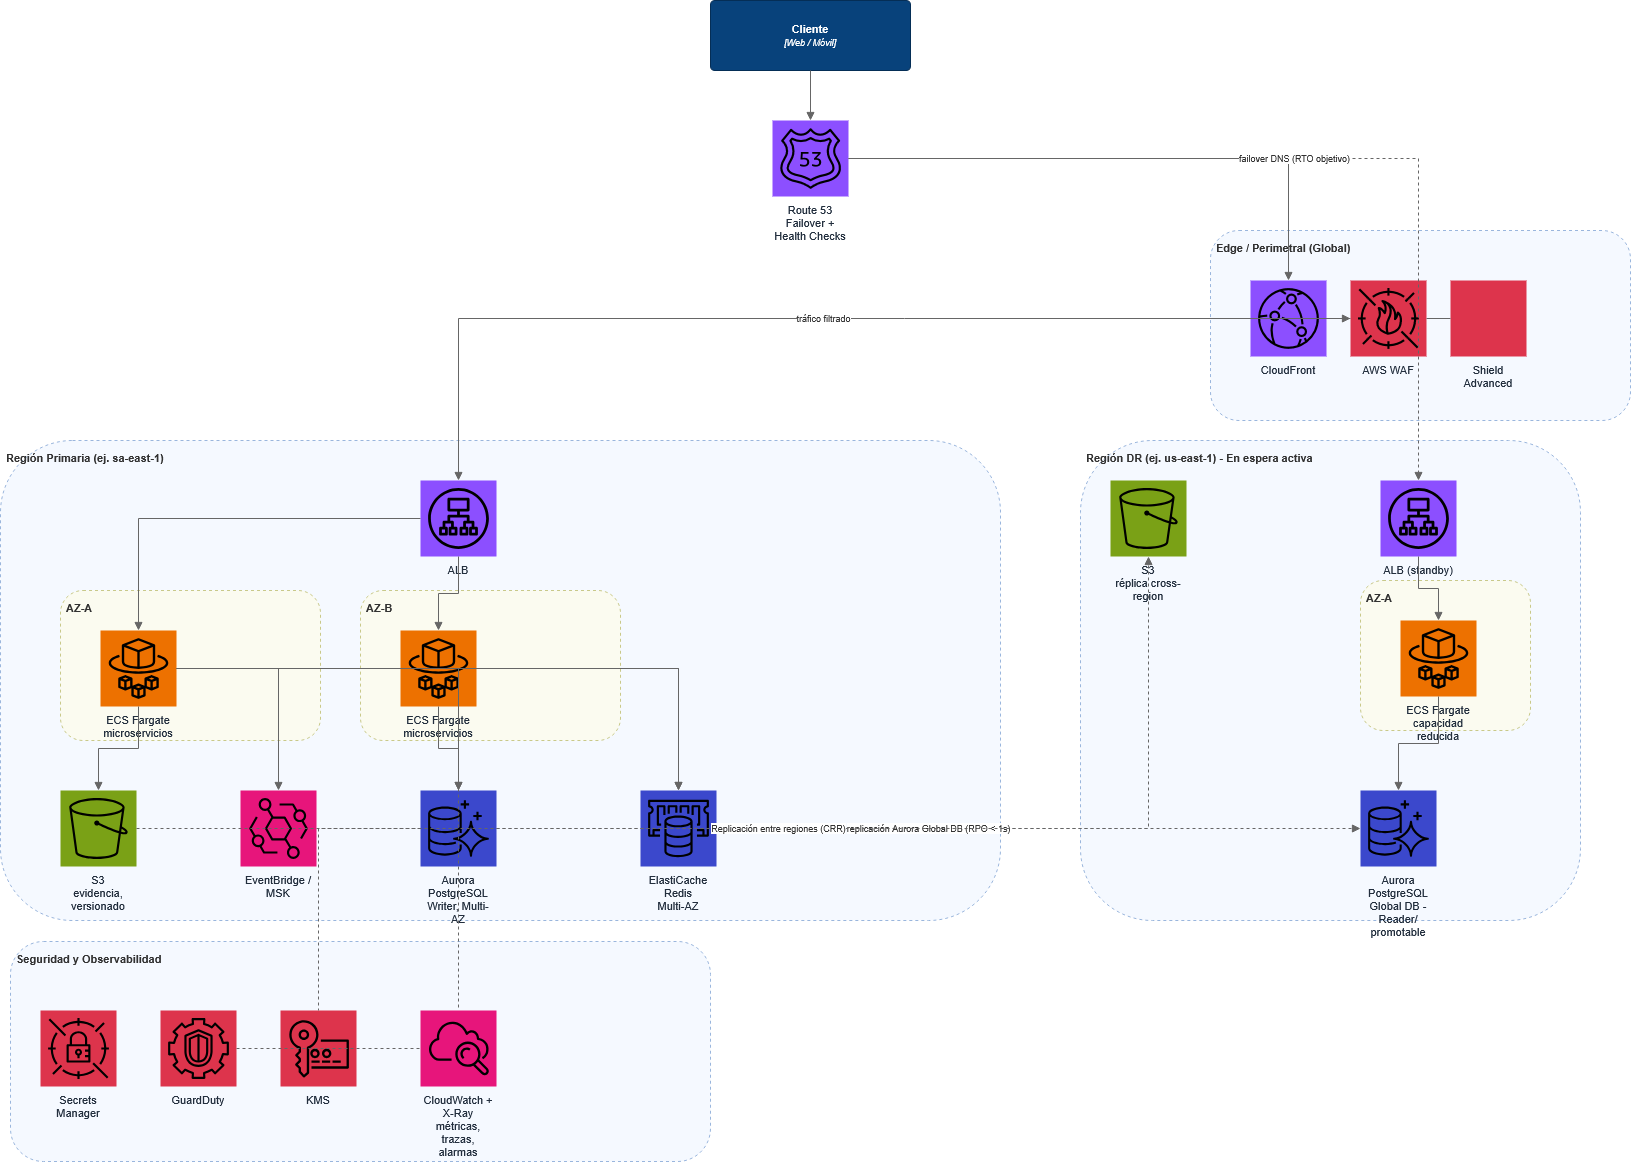 Cliente
[Web / Móvil]
53
Route 53
Failover +
Health Checks
failover DNS (RTO objetivo)
Edge / Perimetral (Global)
CloudFront
AWS WAF
Shield
Advanced
tráfico filtrado
Región Primaria (ej. sa-east-1)
ALB
AZ-A
ECS Fargate
microservicios
AZ-B
ECS Fargate
microservicios
S3
evidencia,
versionado
EventBridge /
MSK
Aurora
PostgreSQL
Writer, Multi-
AZ
ElastiCache
Redis
Multi-AZ
Replicación entre regiones (CRR)
replicación Aurora Global DB (RPO < 1s)
Región DR (ej. us-east-1) - En espera activa
S3
réplica cross-
region
ALB (standby)
AZ-A
ECS Fargate
capacidad
reducida
Aurora
PostgreSQL
Global DB -
Reader/
promotable
Seguridad y Observabilidad
Secrets
Manager
GuardDuty
KMS
CloudWatch +
X-Ray
métricas,
trazas,
alarmas